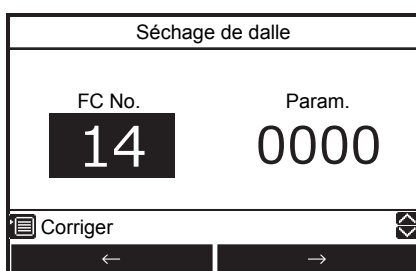 Séchage de dalle
FC No. Param.
14 0000
Corriger
← →